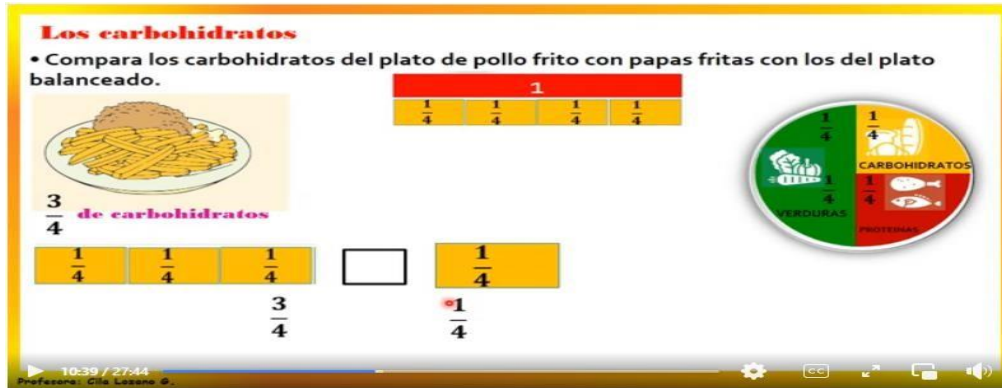 Los carbohidratos
• Compara los carbohidratos del plato de pollo frito con papas fritas con los del plato
balanceado.
1
1/4 1/4 1/4 1/4
1/4 1/4
CARBOHIDRATOS
1/4 1/4
VERDURAS
PROTEINAS
3/4 de carbohidratos
1/4 1/4 1/4 1/4
3/4 1/4
10:39 / 27:44
CC
Profesora: Cila Lozano G.